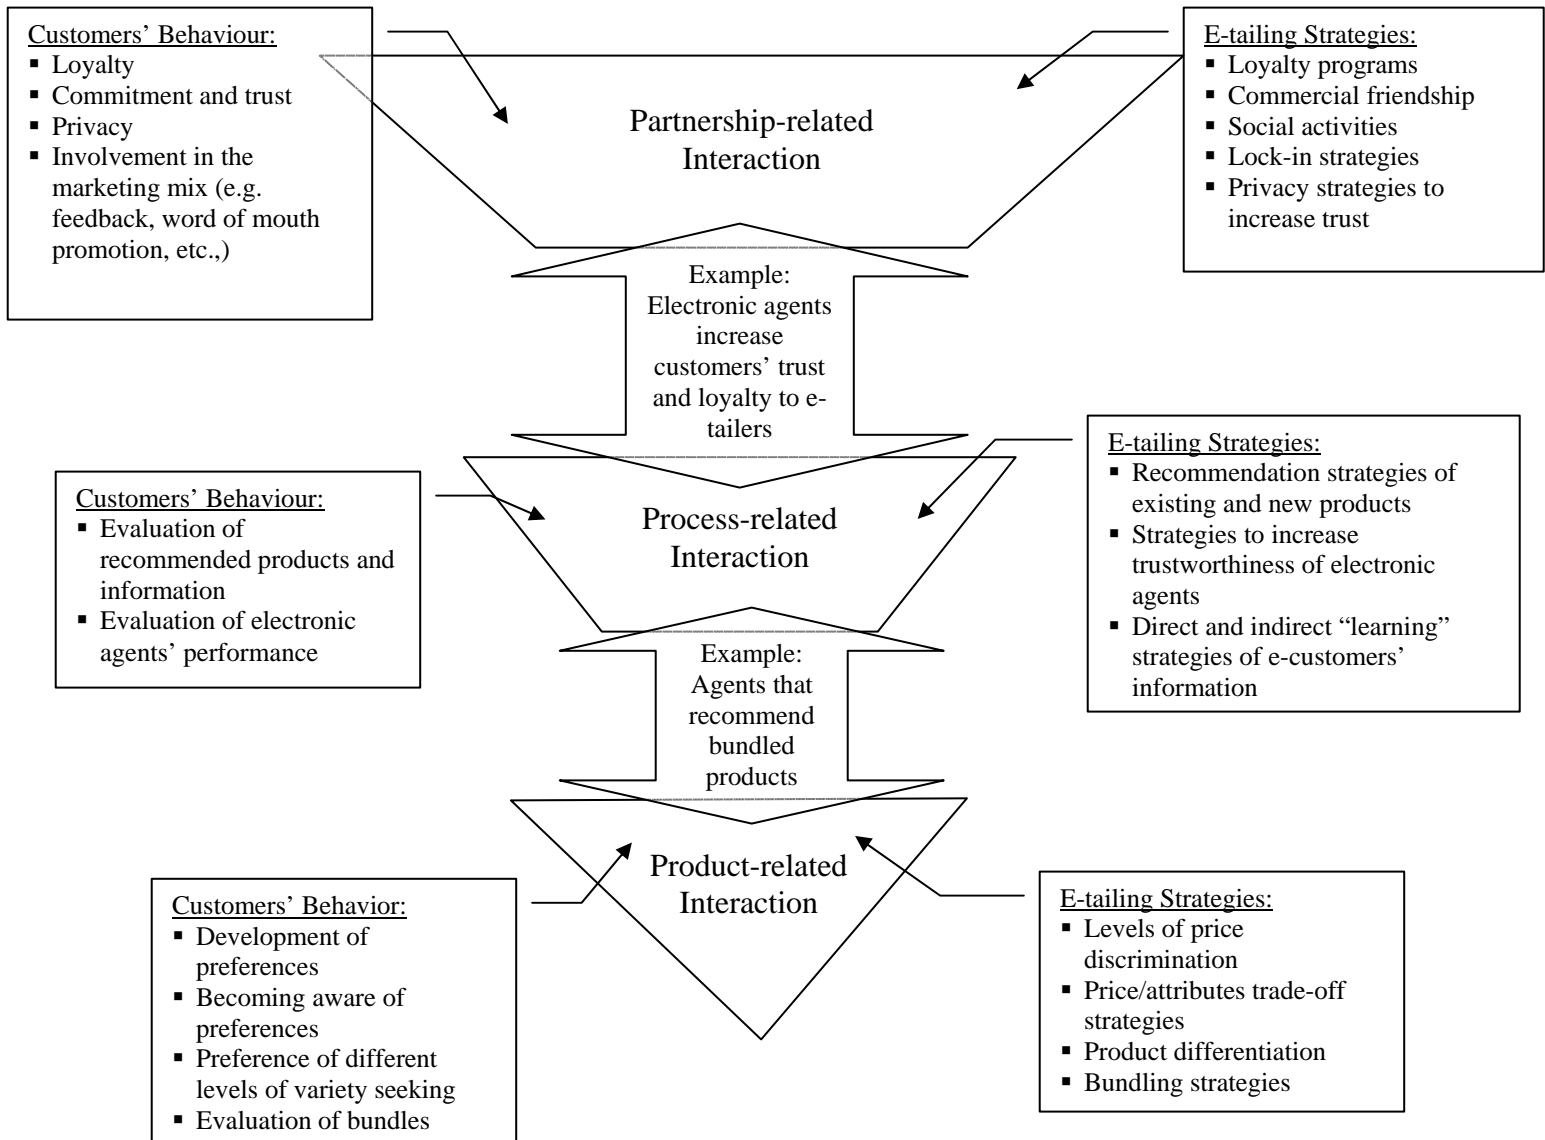 Customers’ Behaviour:
▪ Loyalty
▪ Commitment and trust
▪ Privacy
▪ Involvement in the
marketing mix (e.g.
feedback, word of mouth
promotion, etc.,)
Partnership-related
Interaction
E-tailing Strategies:
▪ Loyalty programs
▪ Commercial friendship
▪ Social activities
▪ Lock-in strategies
▪ Privacy strategies to
increase trust
Example:
Electronic agents
increase
customers’ trust
and loyalty to e-
tailers
Customers’ Behaviour:
▪ Evaluation of
recommended products and
information
▪ Evaluation of electronic
agents’ performance
Process-related
Interaction
E-tailing Strategies:
▪ Recommendation strategies of
existing and new products
▪ Strategies to increase
trustworthiness of electronic
agents
▪ Direct and indirect “learning”
strategies of e-customers’
information
Example:
Agents that
recommend
bundled
products
Customers’ Behavior:
▪ Development of
preferences
▪ Becoming aware of
preferences
▪ Preference of different
levels of variety seeking
▪ Evaluation of bundles
Product-related
Interaction
E-tailing Strategies:
▪ Levels of price
discrimination
▪ Price/attributes trade-off
strategies
▪ Product differentiation
▪ Bundling strategies